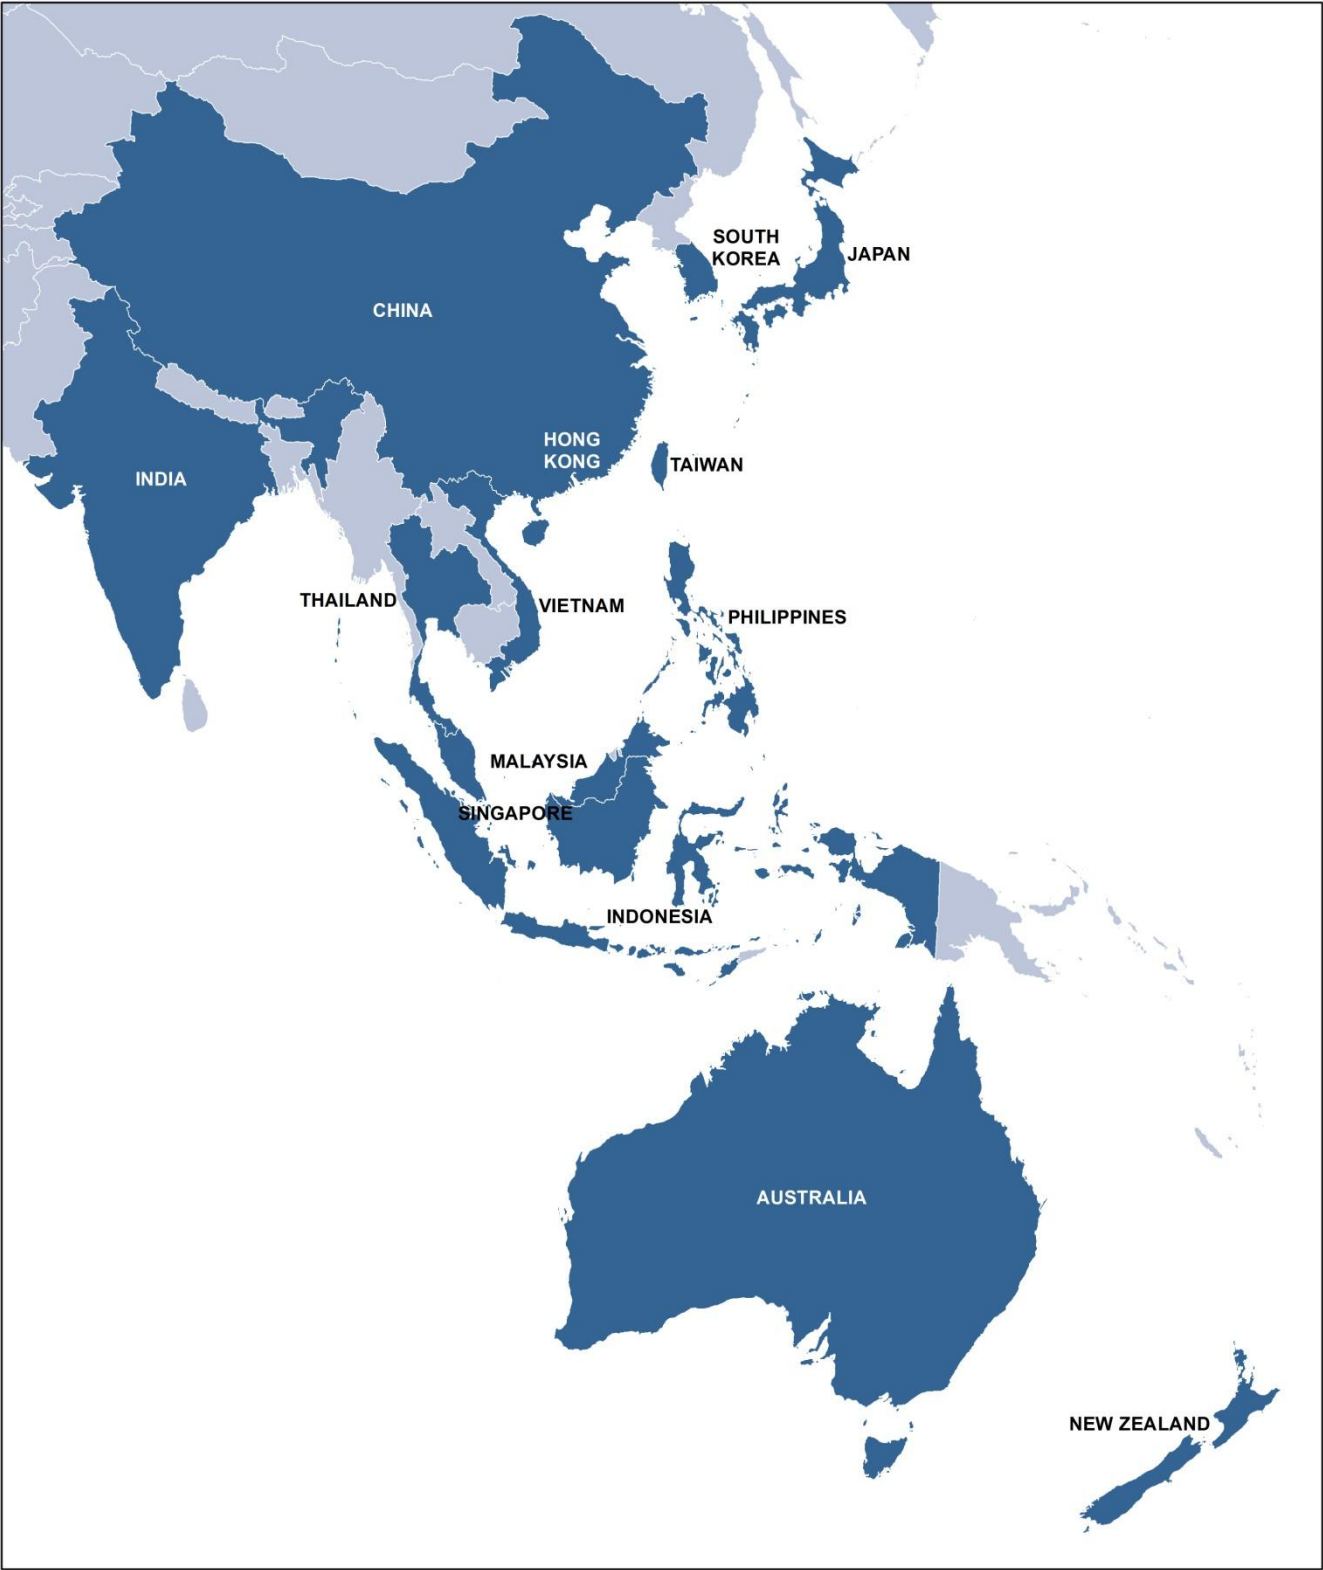 SOUTH
KOREA
JAPAN
CHINA
HONG
KONG
TAIWAN
INDIA
THAILAND
VIETNAM
PHILIPPINES
MALAYSIA
SINGAPORE
INDONESIA
AUSTRALIA
NEW ZEALAND